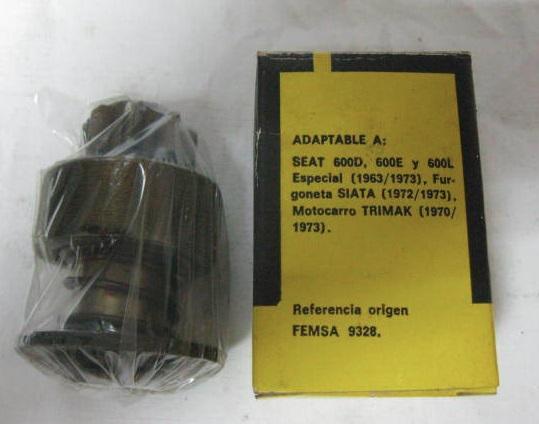 ADAPTABLE A:
SEAT 600D, 600E y 600L
Especial (1963/1973), Fur-
goneta SIATA (1972/1973),
Motocarro TRIMAK (1970/
1973).
Referencia origen
FEMSA 9328.